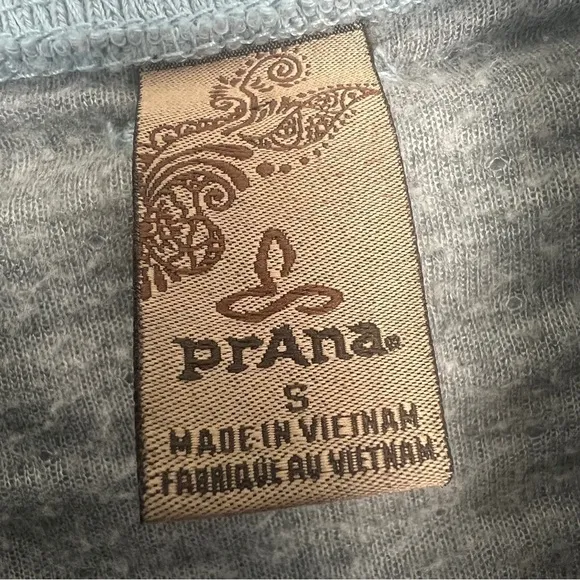 prAna®
S
MADE IN VIETNAM
FABRIQUE AU VIETNAM